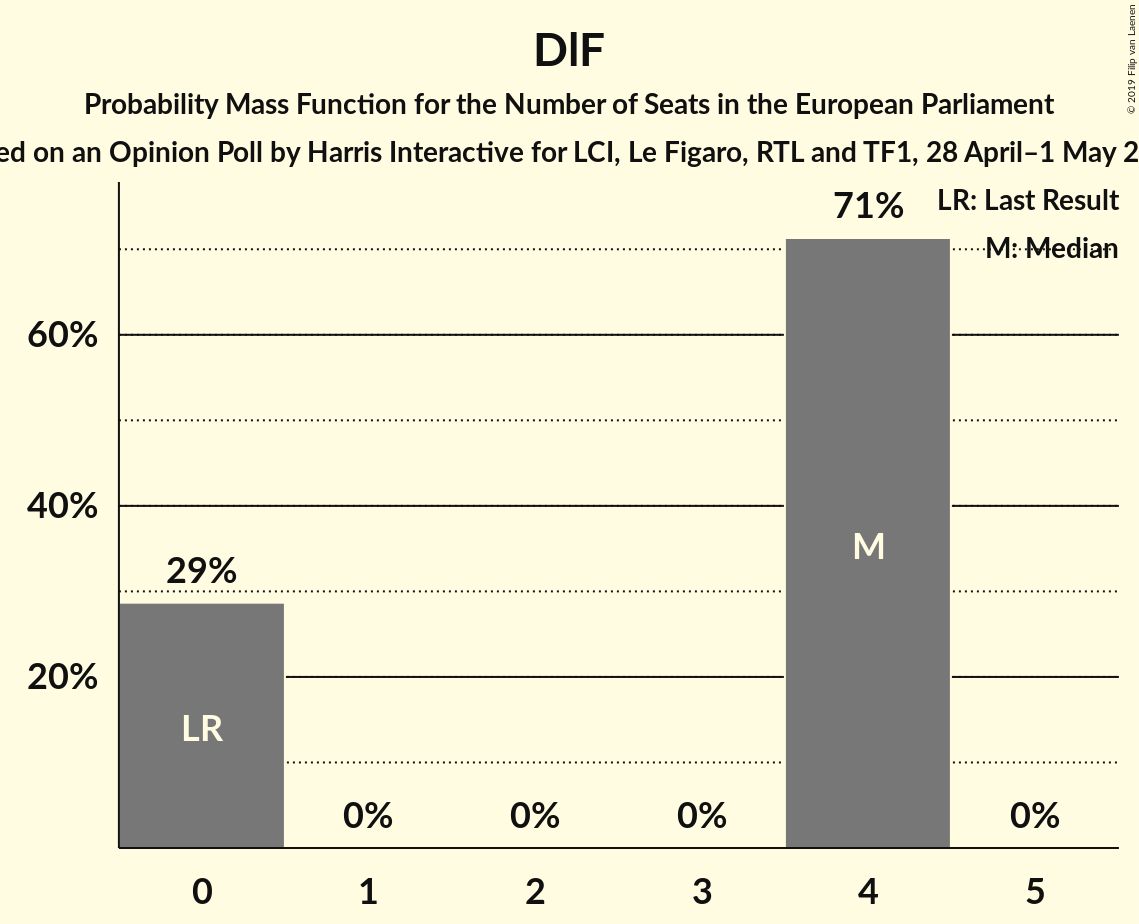 DlF
Probability Mass Function for the Number of Seats in the European Parliament
ed on an Opinion Poll by Harris Interactive for LCI, Le Figaro, RTL and TF1, 28 April–1 May 2
© 2019 Filip van Laenen
LR: Last Result
M: Median
71%
60%
40%
M
29%
20%
LR
0%
0%
0%
0%
0
1
2
3
4
5